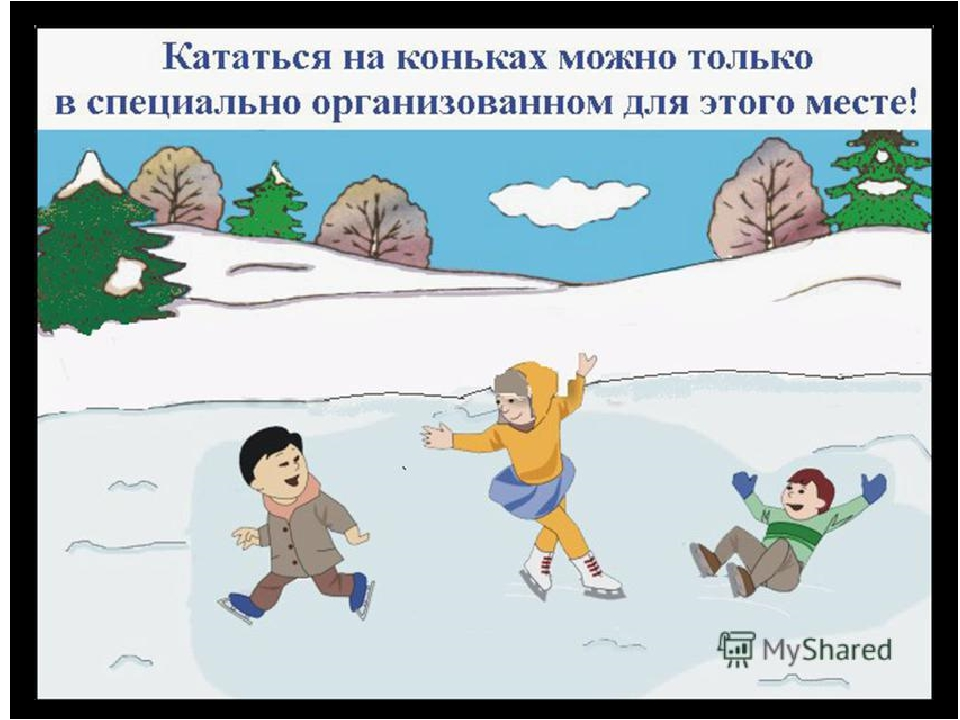 Кататься на коньках можно только
в специально организованном для этого месте!
MyShared